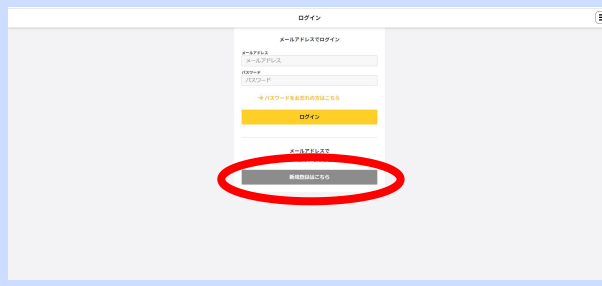 ログイン
メールアドレスでログイン
メールアドレス
メールアドレス
パスワード
パスワード
パスワードをお忘れの方はこちら
ログイン
メールアドレスで
新規登録はこちら